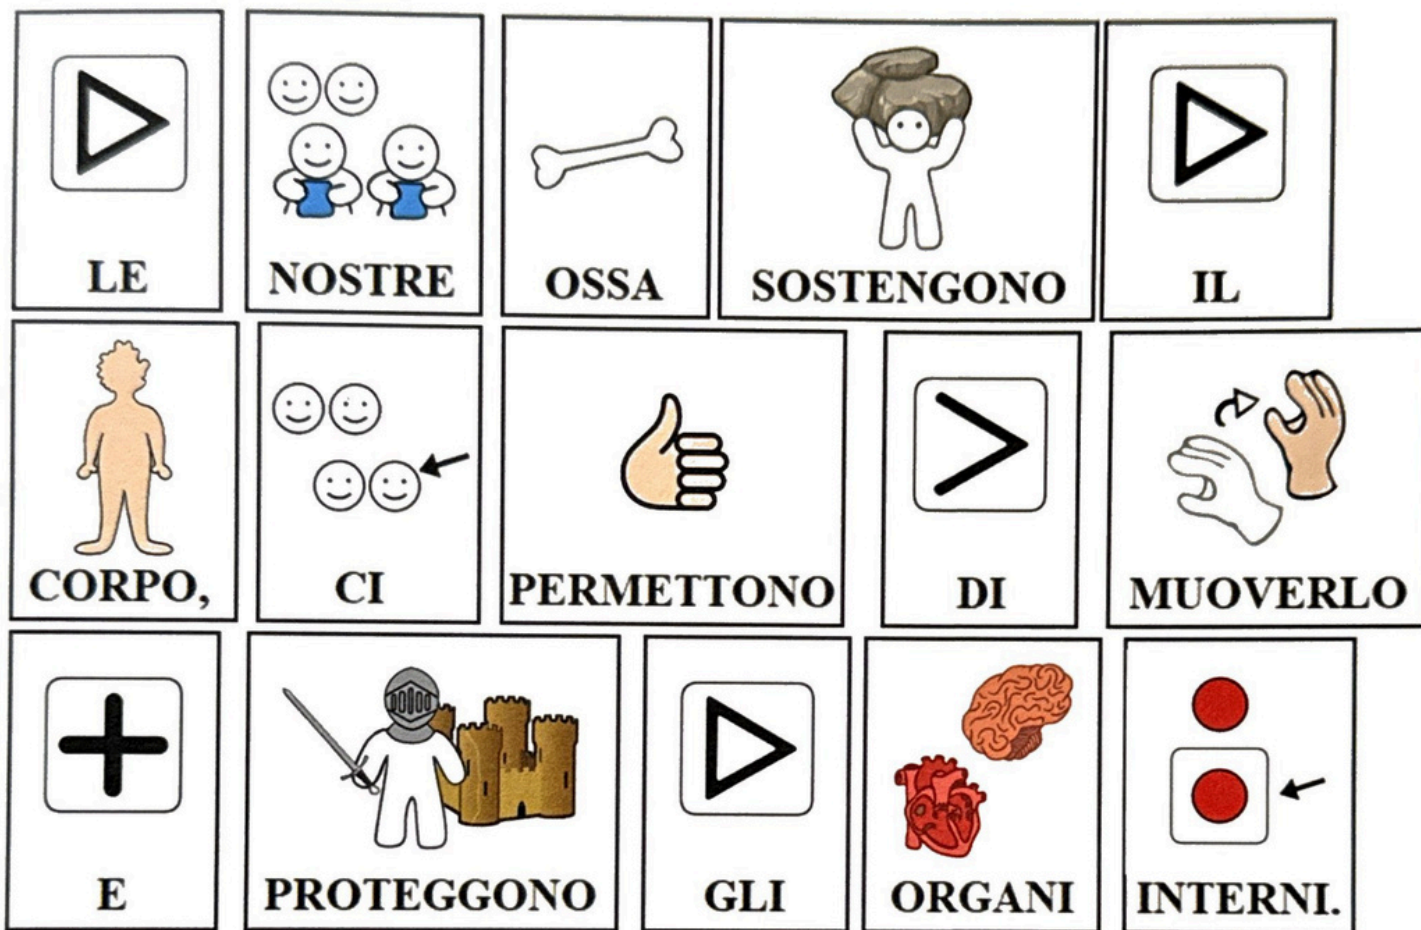 LE NOSTRE OSSA SOSTENGONO IL
CORPO, CI PERMETTONO DI MUOVERLO
E PROTEGGONO GLI ORGANI INTERNI.